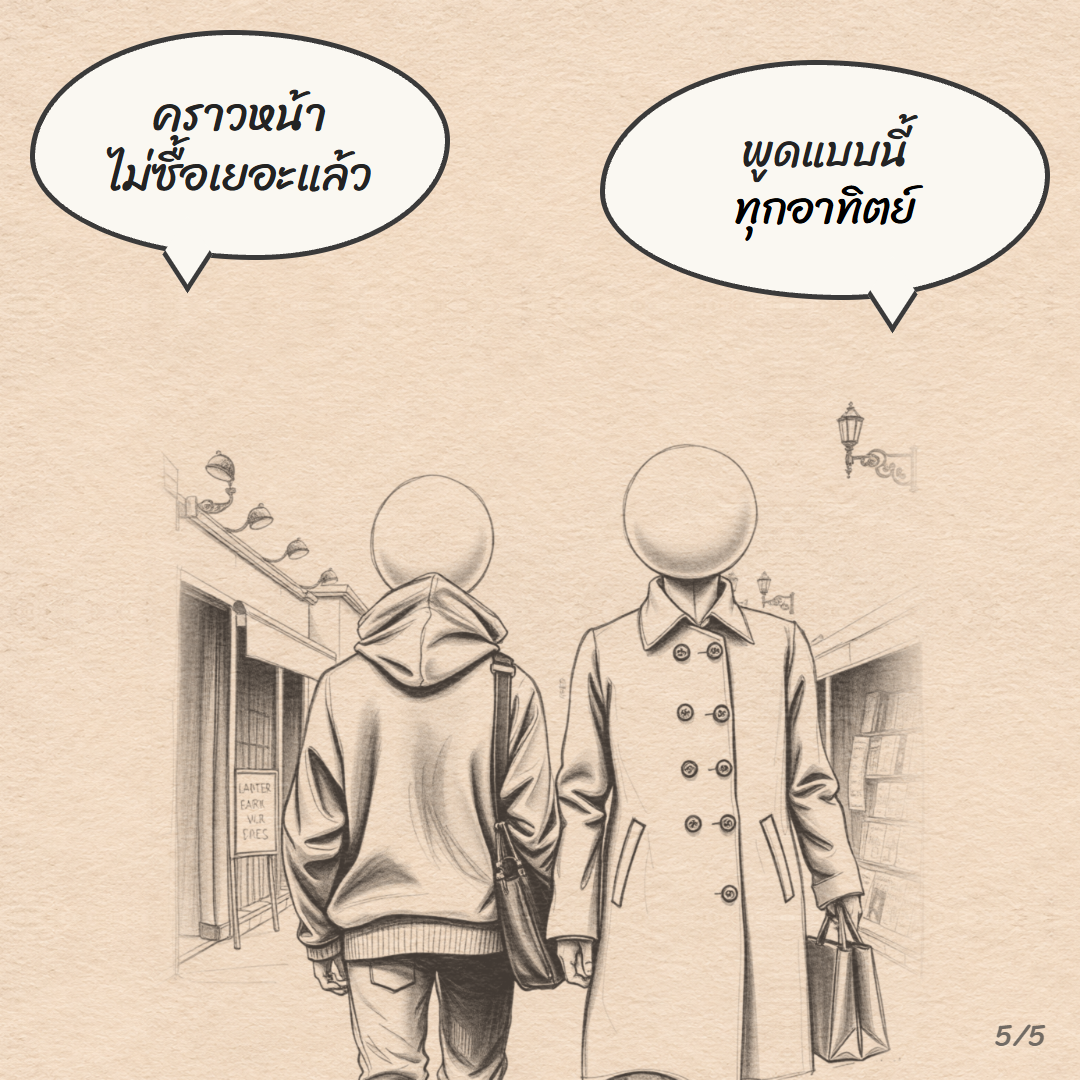 คราวหน้า
ไม่ซื้อเยอะแล้ว
พูดแบบนี้
ทุกอาทิตย์
5/5